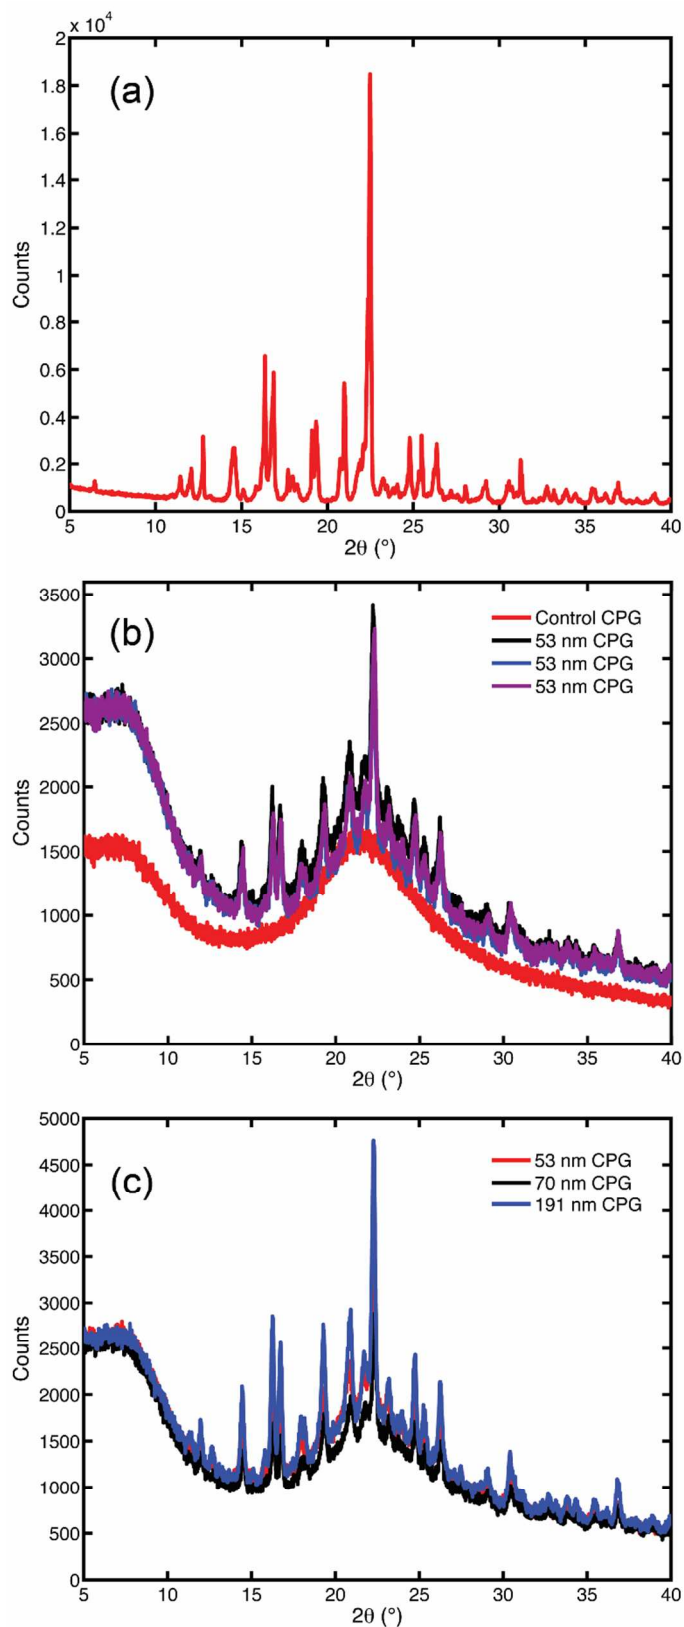 x 10⁴
2
1.8
1.6
1.4
1.2
1
0.8
0.6
0.4
0.2
0
(a)
Counts
5 10 15 20 25 30 35 40
2θ (°)
3500
3000
2500
2000
1500
1000
500
0
(b)
Control CPG
53 nm CPG
53 nm CPG
53 nm CPG
Counts
5 10 15 20 25 30 35 40
2θ (°)
5000
4500
4000
3500
3000
2500
2000
1500
1000
500
0
(c)
53 nm CPG
70 nm CPG
191 nm CPG
Counts
5 10 15 20 25 30 35 40
2θ (°)